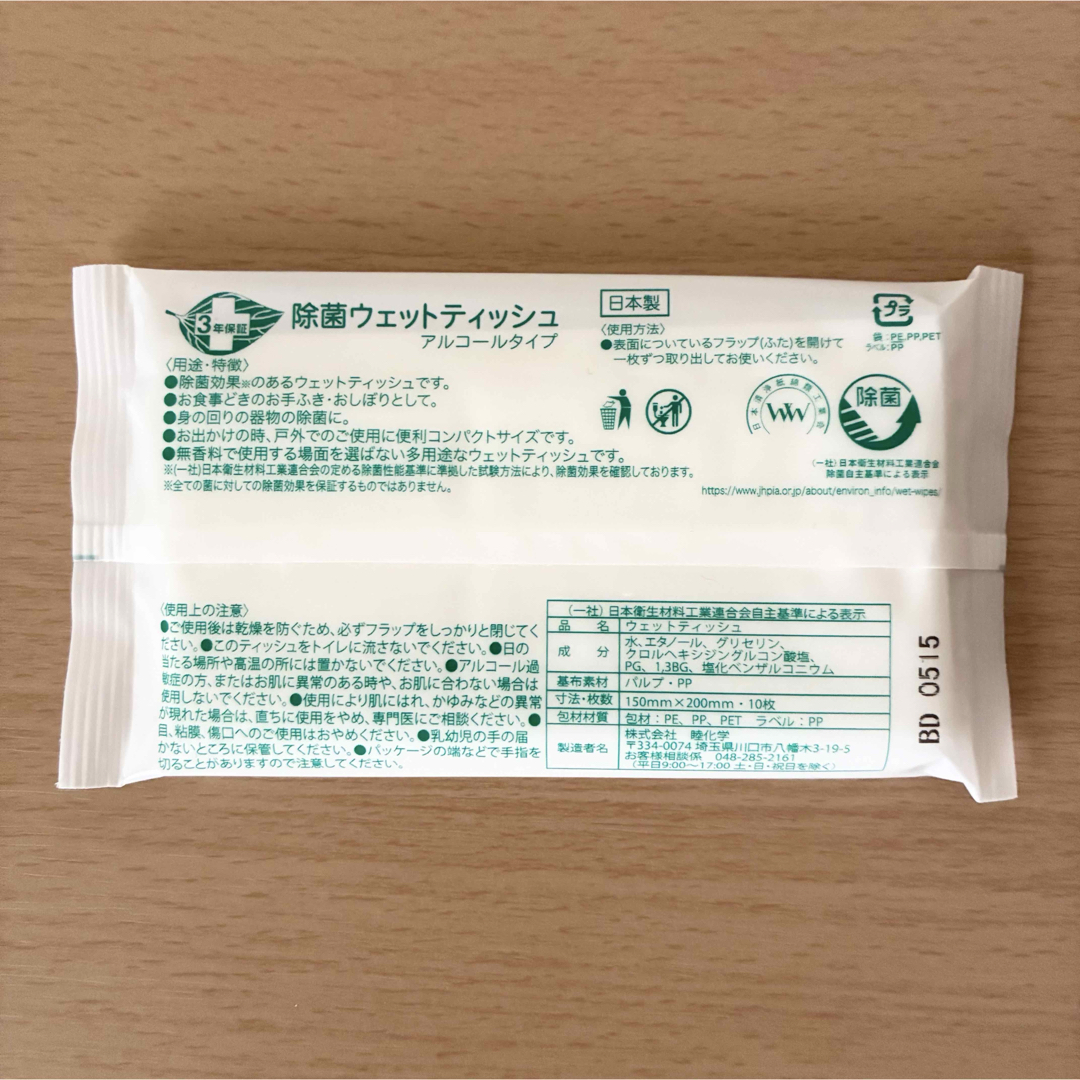 3年保証
除菌ウェットティッシュ
アルコールタイプ
〈用途・特徴〉
●除菌効果※のあるウェットティッシュです。
●お食事どきのお手ふき・おしぼりとして。
●身の回りの器物の除菌に。
●お出かけの時、戸外でのご使用に便利コンパクトサイズです。
●無香料で使用する場面を選ばない多用途なウェットティッシュです。
※(一社)日本衛生材料工業連合会の定める除菌性能基準に準拠した試験方法により、除菌効果を確認しております。
※全ての菌に対しての除菌効果を保証するものではありません。
日本製
〈使用方法〉
●表面についているフラップ(ふた)を開けて
一枚ずつ取り出してお使いください。
プラ
袋:PE,PP,PET
ラベル:PP
日本清浄紙綿類工業会
WW
除菌
(一社)日本衛生材料工業連合会
除菌自主基準による表示
https://www.jhpia.or.jp/about/environ_info/wet-wipes/
〈使用上の注意〉
●ご使用後は乾燥を防ぐため、必ずフラップをしっかりと閉じてく
ださい。●このティッシュをトイレに流さないでください。●日の
当たる場所や高温の所には置かないでください。●アルコール過
敏症の方、またはお肌に異常のある時や、お肌に合わない場合は
使用しないでください。●使用により肌にはれ、かゆみなどの異常
が現れた場合は、直ちに使用をやめ、専門医にご相談ください。●
目、粘膜、傷口へのご使用はおやめください。●乳幼児の手の届
かないところに保管してください。●パッケージの端などで手指を
切ることがありますので注意してください。
(一社)日本衛生材料工業連合会自主基準による表示
品名 ウェットティッシュ
成分 水、エタノール、グリセリン、
クロルヘキシジングルコン酸塩、
PG、1,3BG、塩化ベンザルコニウム
基布素材 パルプ・PP
寸法・枚数 150mm×200mm・10枚
包材材質 包材:PE、PP、PET ラベル:PP
製造者名 株式会社 睦化学
〒334-0074 埼玉県川口市八幡木3-19-5
お客様相談係 048-285-2161
(平日9:00~17:00 土・日・祝日を除く)
BD 0515